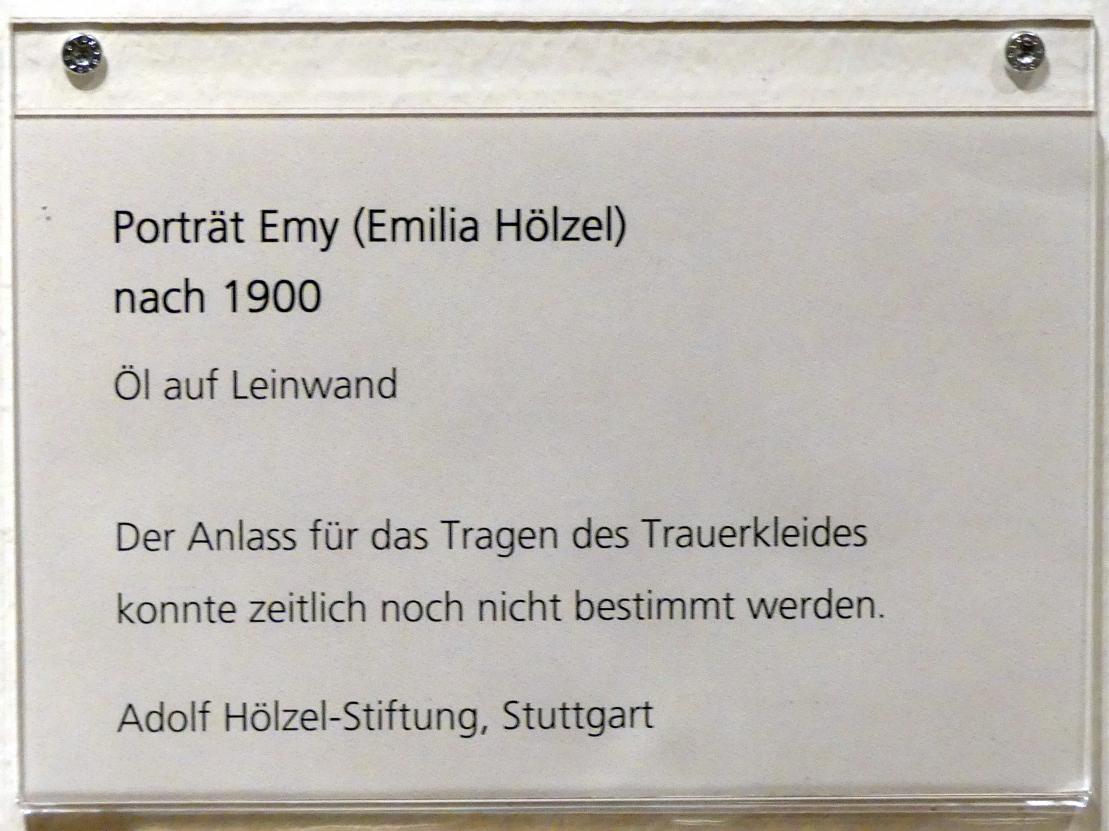 Porträt Emy (Emilia Hölzel)
nach 1900
Öl auf Leinwand
Der Anlass für das Tragen des Trauerkleides
konnte zeitlich noch nicht bestimmt werden.
Adolf Hölzel-Stiftung, Stuttgart